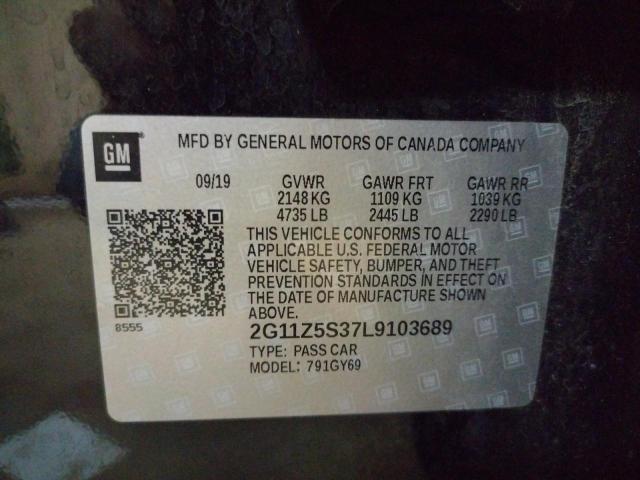 GM
MFD BY GENERAL MOTORS OF CANADA COMPANY
09/19 GVWR GAWR FRT GAWR RR
2148 KG 1109 KG 1039 KG
4735 LB 2445 LB 2290 LB
THIS VEHICLE CONFORMS TO ALL
APPLICABLE U.S. FEDERAL MOTOR
VEHICLE SAFETY, BUMPER, AND THEFT
PREVENTION STANDARDS IN EFFECT ON
THE DATE OF MANUFACTURE SHOWN
ABOVE.
8555
2G11Z5S37L9103689
TYPE: PASS CAR
MODEL: 791GY69